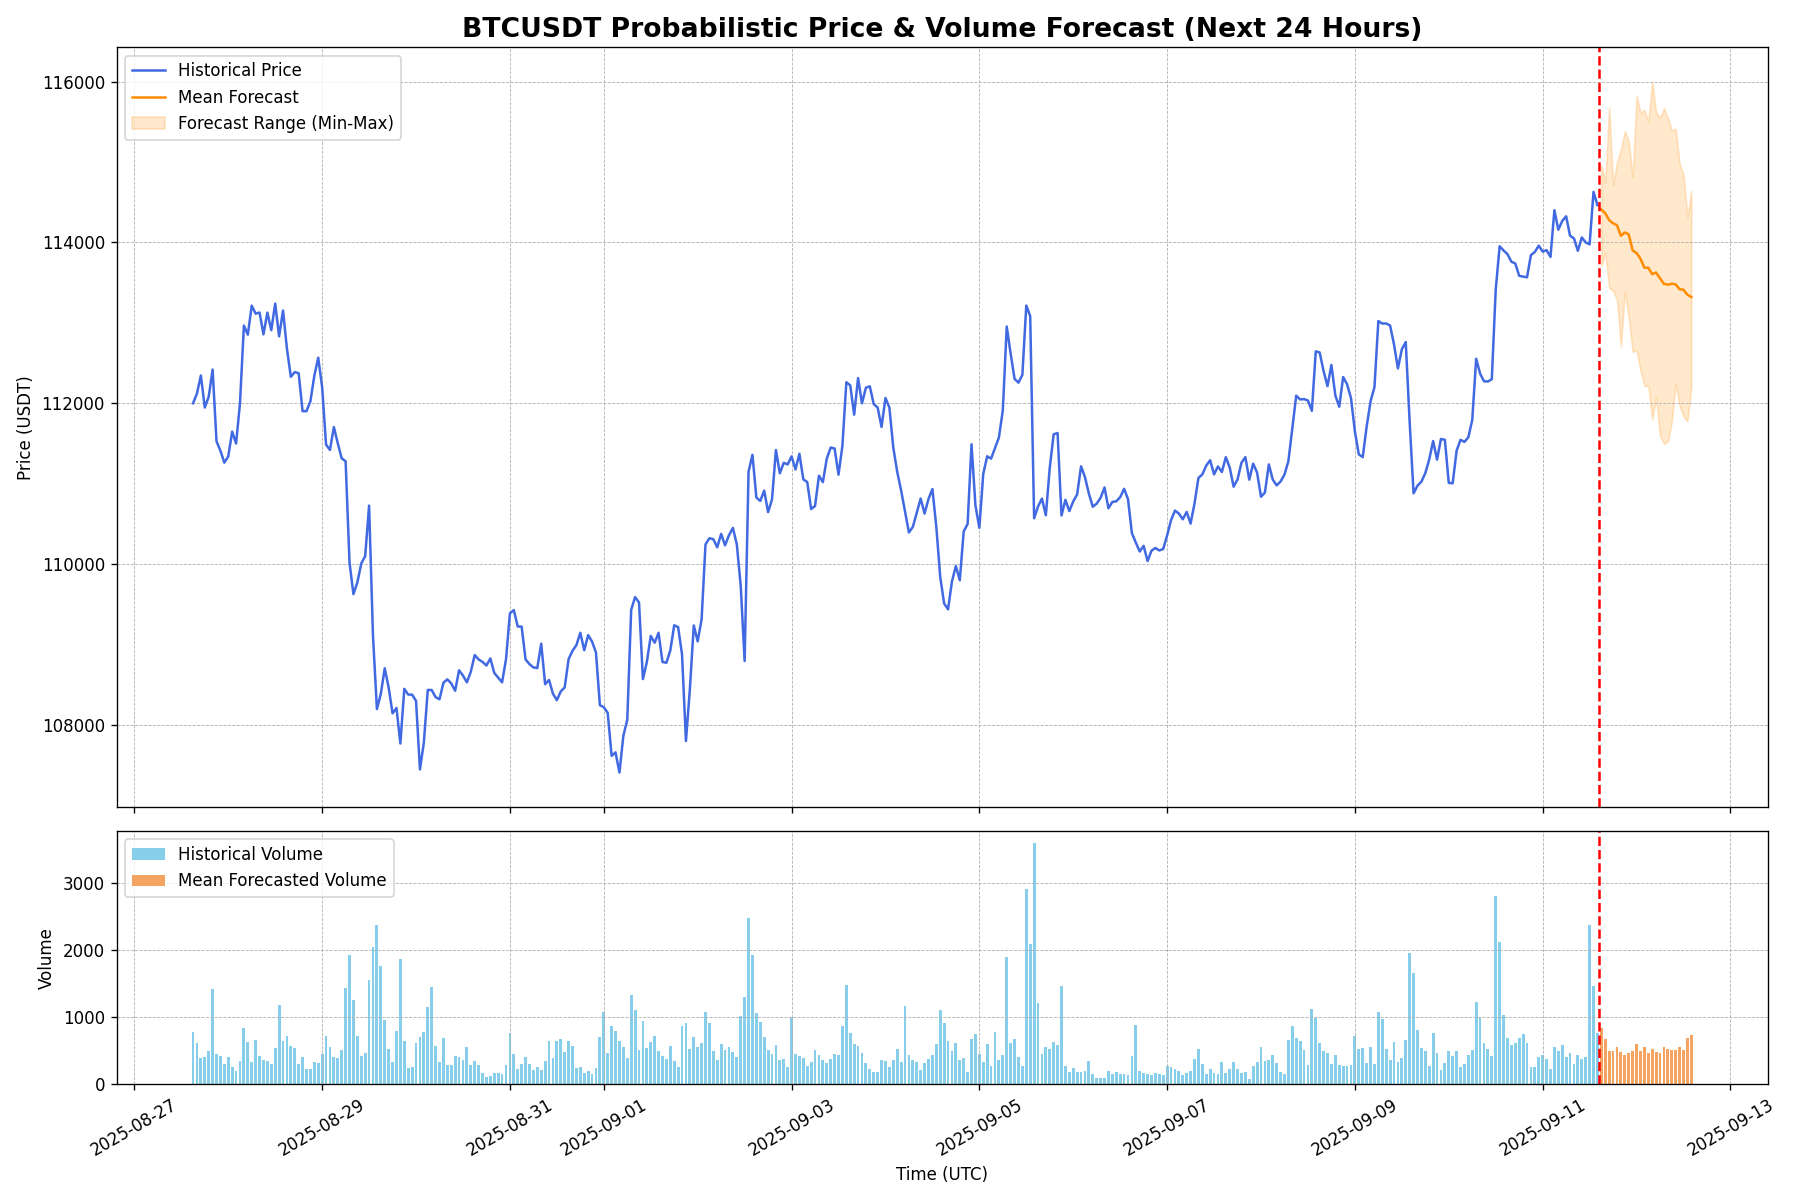 BTCUSDT Probabilistic Price & Volume Forecast (Next 24 Hours)
Historical Price
Mean Forecast
Forecast Range (Min-Max)
116000
114000
112000
110000
108000
Price (USDT)
Historical Volume
Mean Forecasted Volume
3000
2000
1000
0
Volume
2025-08-27
2025-08-29
2025-08-31
2025-09-01
2025-09-03
2025-09-05
2025-09-07
2025-09-09
2025-09-11
2025-09-13
Time (UTC)